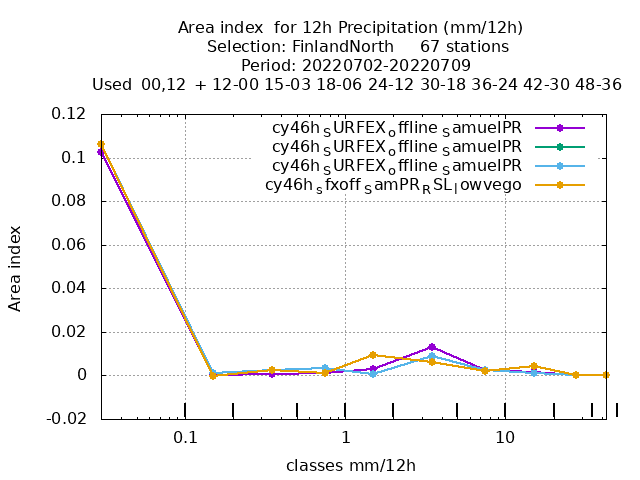 Area index  for 12h Precipitation (mm/12h)
Selection: FinlandNorth     67 stations
Period: 20220702-20220709
Used  00,12  + 12-00 15-03 18-06 24-12 30-18 36-24 42-30 48-36
cy46h_SURFEX_offline_SamuelPR
cy46h_SURFEX_offline_SamuelPR
cy46h_SURFEX_offline_SamuelPR
cy46h_sfxoff_SamPR_RSL_lowvego
0.12
0.1
0.08
0.06
0.04
0.02
0
-0.02
Area index
0.1 1 10
classes mm/12h